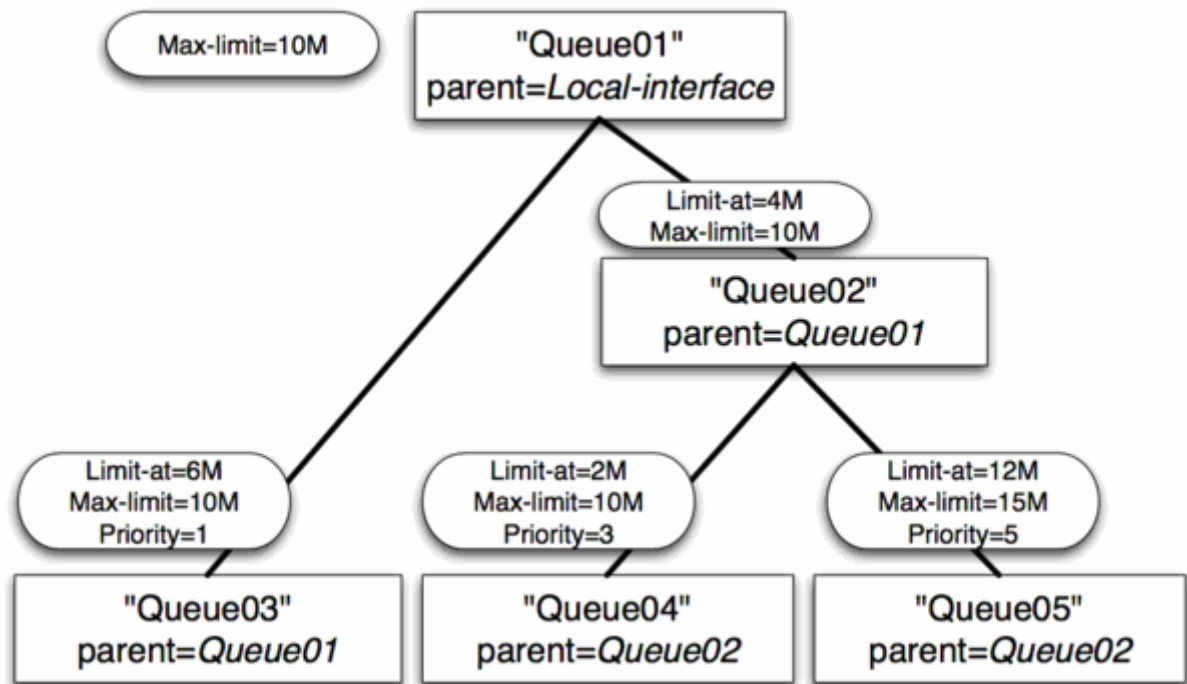 Max-limit=10M
"Queue01"
parent=Local-interface
Limit-at=4M
Max-limit=10M
"Queue02"
parent=Queue01
Limit-at=6M
Max-limit=10M
Priority=1
Limit-at=2M
Max-limit=10M
Priority=3
Limit-at=12M
Max-limit=15M
Priority=5
"Queue03"
parent=Queue01
"Queue04"
parent=Queue02
"Queue05"
parent=Queue02